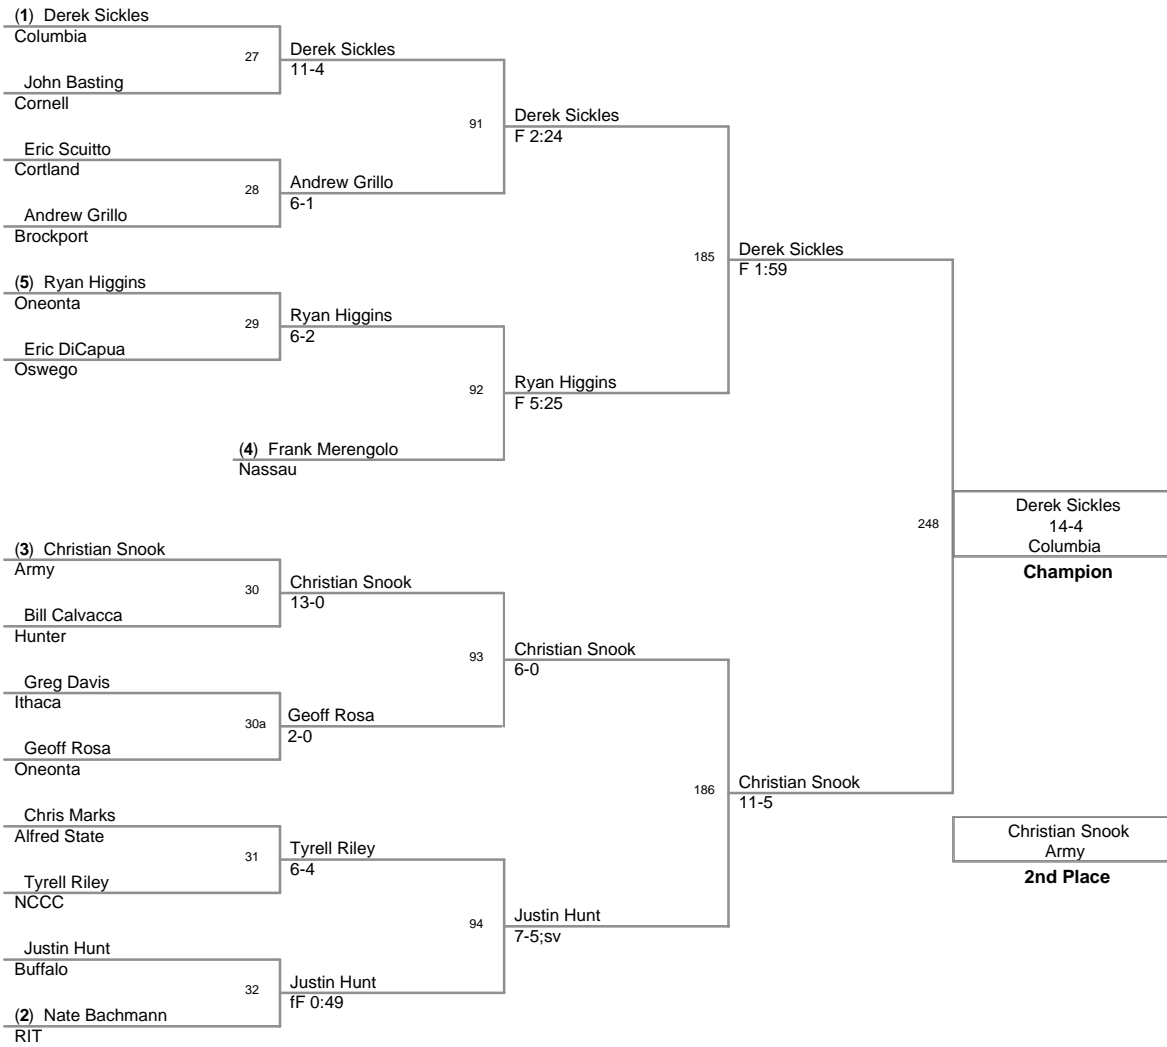 (1) Derek Sickles
Columbia
27
Derek Sickles
11-4
John Basting
Cornell
91
Derek Sickles
F 2:24
Eric Scuitto
Cortland
28
Andrew Grillo
6-1
Andrew Grillo
Brockport
185
Derek Sickles
F 1:59
(5) Ryan Higgins
Oneonta
29
Ryan Higgins
6-2
Eric DiCapua
Oswego
92
Ryan Higgins
F 5:25
(4) Frank Merengolo
Nassau
248
Derek Sickles
14-4
Columbia
Champion
(3) Christian Snook
Army
30
Christian Snook
13-0
Bill Calvacca
Hunter
93
Christian Snook
6-0
Greg Davis
Ithaca
30a
Geoff Rosa
2-0
Geoff Rosa
Oneonta
186
Christian Snook
11-5
Chris Marks
Alfred State
31
Tyrell Riley
6-4
Tyrell Riley
NCCC
Christian Snook
Army
2nd Place
94
Justin Hunt
7-5;sv
Justin Hunt
Buffalo
32
Justin Hunt
fF 0:49
(2) Nate Bachmann
RIT